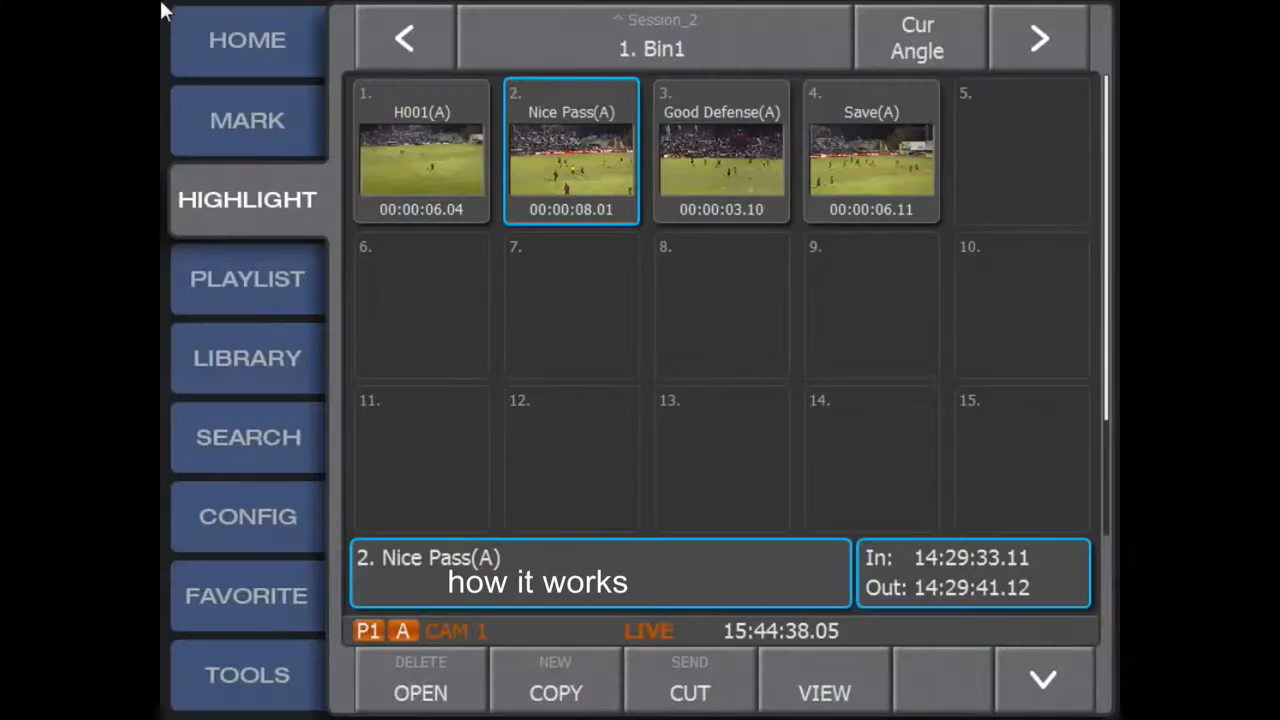 HOME
MARK
HIGHLIGHT
PLAYLIST
LIBRARY
SEARCH
CONFIG
FAVORITE
TOOLS
^ Session_2
1. Bin1
Cur
Angle
1.
H001(A)
00:00:06.04
2.
Nice Pass(A)
00:00:08.01
3.
Good Defense(A)
00:00:03.10
4.
Save(A)
00:00:06.11
5.
6.
7.
8.
9.
10.
11.
12.
13.
14.
15.
2. Nice Pass(A)
how it works
In: 14:29:33.11
Out: 14:29:41.12
P1 A CAM 1 LIVE 15:44:38.05
DELETE
OPEN
NEW
COPY
SEND
CUT
VIEW